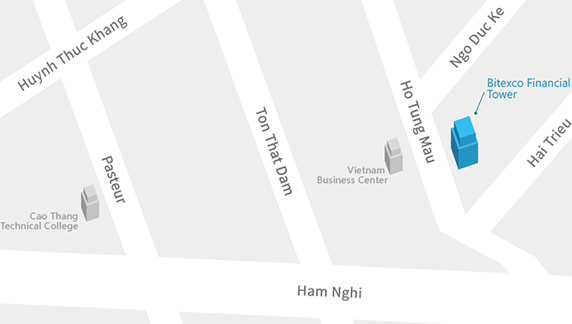 Huynh Thuc Khang
Ngo Duc Ke
Bitexco Financial
Tower
Ho Tung Mau
Ton That Dam
Hai Trieu
Pasteur
Vietnam
Business Center
Cao Thang
Technical College
Ham Nghi